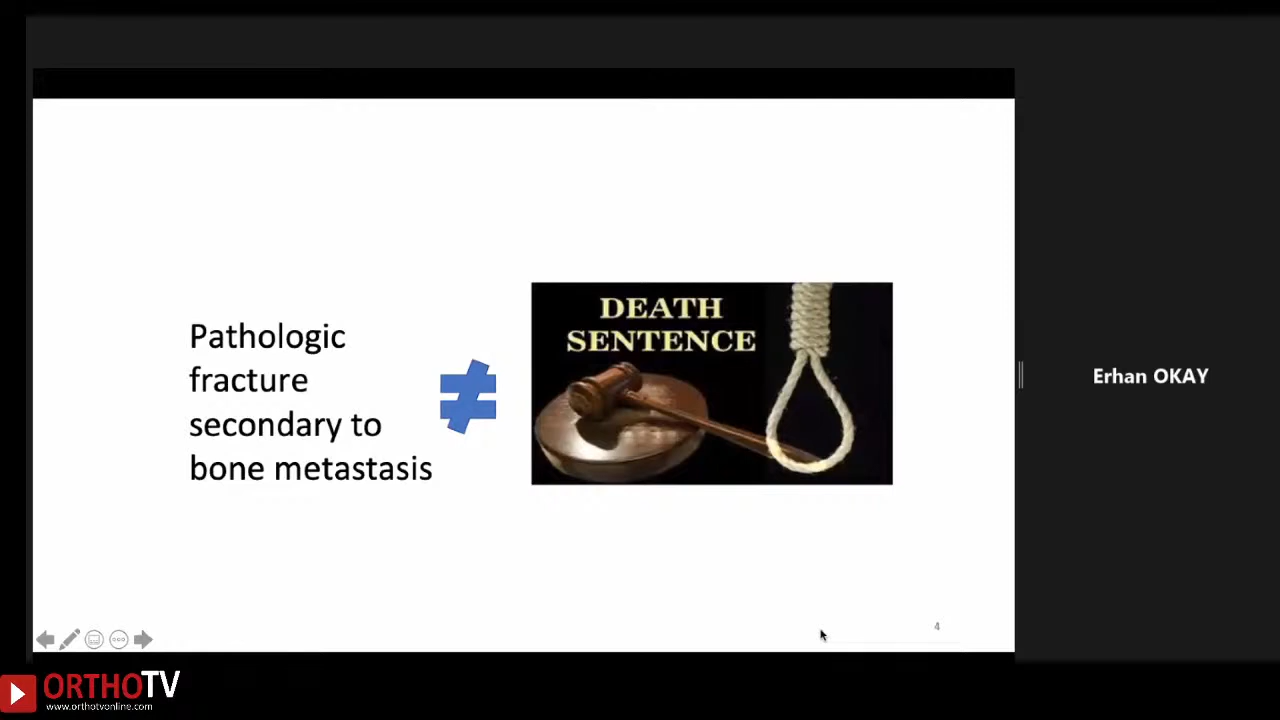 Pathologic
fracture
secondary to
bone metastasis
≠
DEATH
SENTENCE
Erhan OKAY
4
ORTHOTV
www.orthotvonline.com